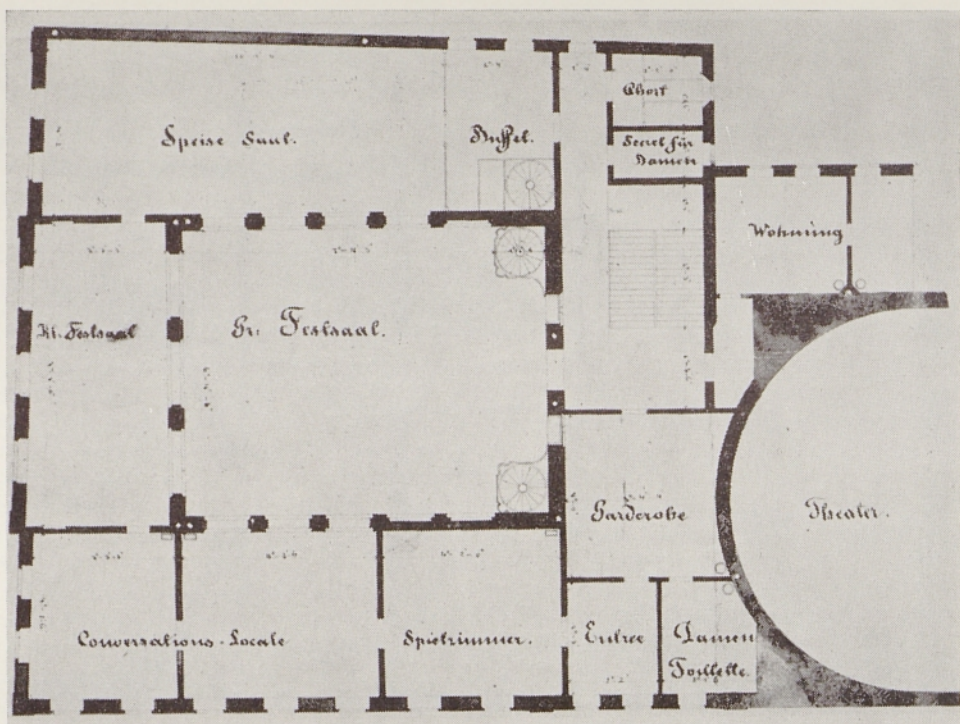 Abort
Speise Saal.
Buffet.
Secret für
Damen
Wohnung
Kl. Festsaal
Gr. Festsaal.
Garderobe
Theater.
Conversations-Locale
Spielzimmer.
Entree
Damen
Toillette.